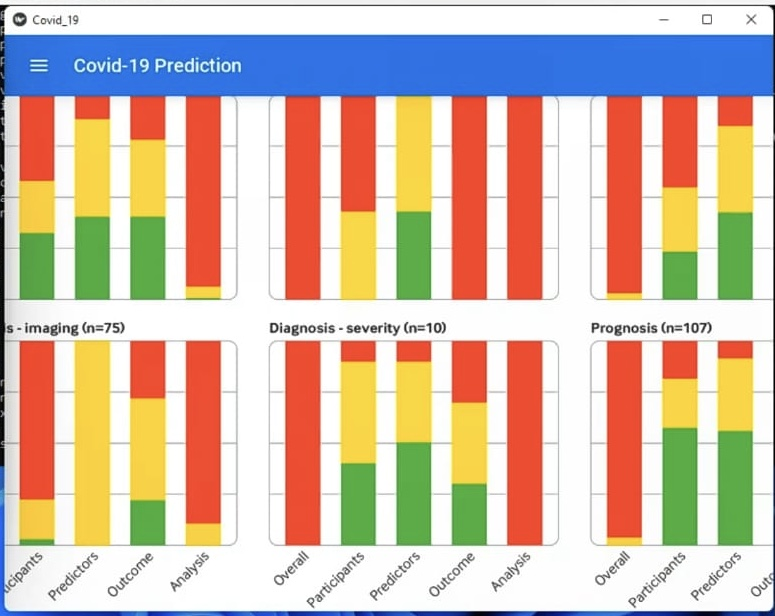 Covid_19
Covid-19 Prediction
s - imaging (n=75)
Diagnosis - severity (n=10)
Prognosis (n=107)
icipants
Predictors
Outcome
Analysis
Overall
Participants
Predictors
Outcome
Analysis
Overall
Participants
Predictors
Outc